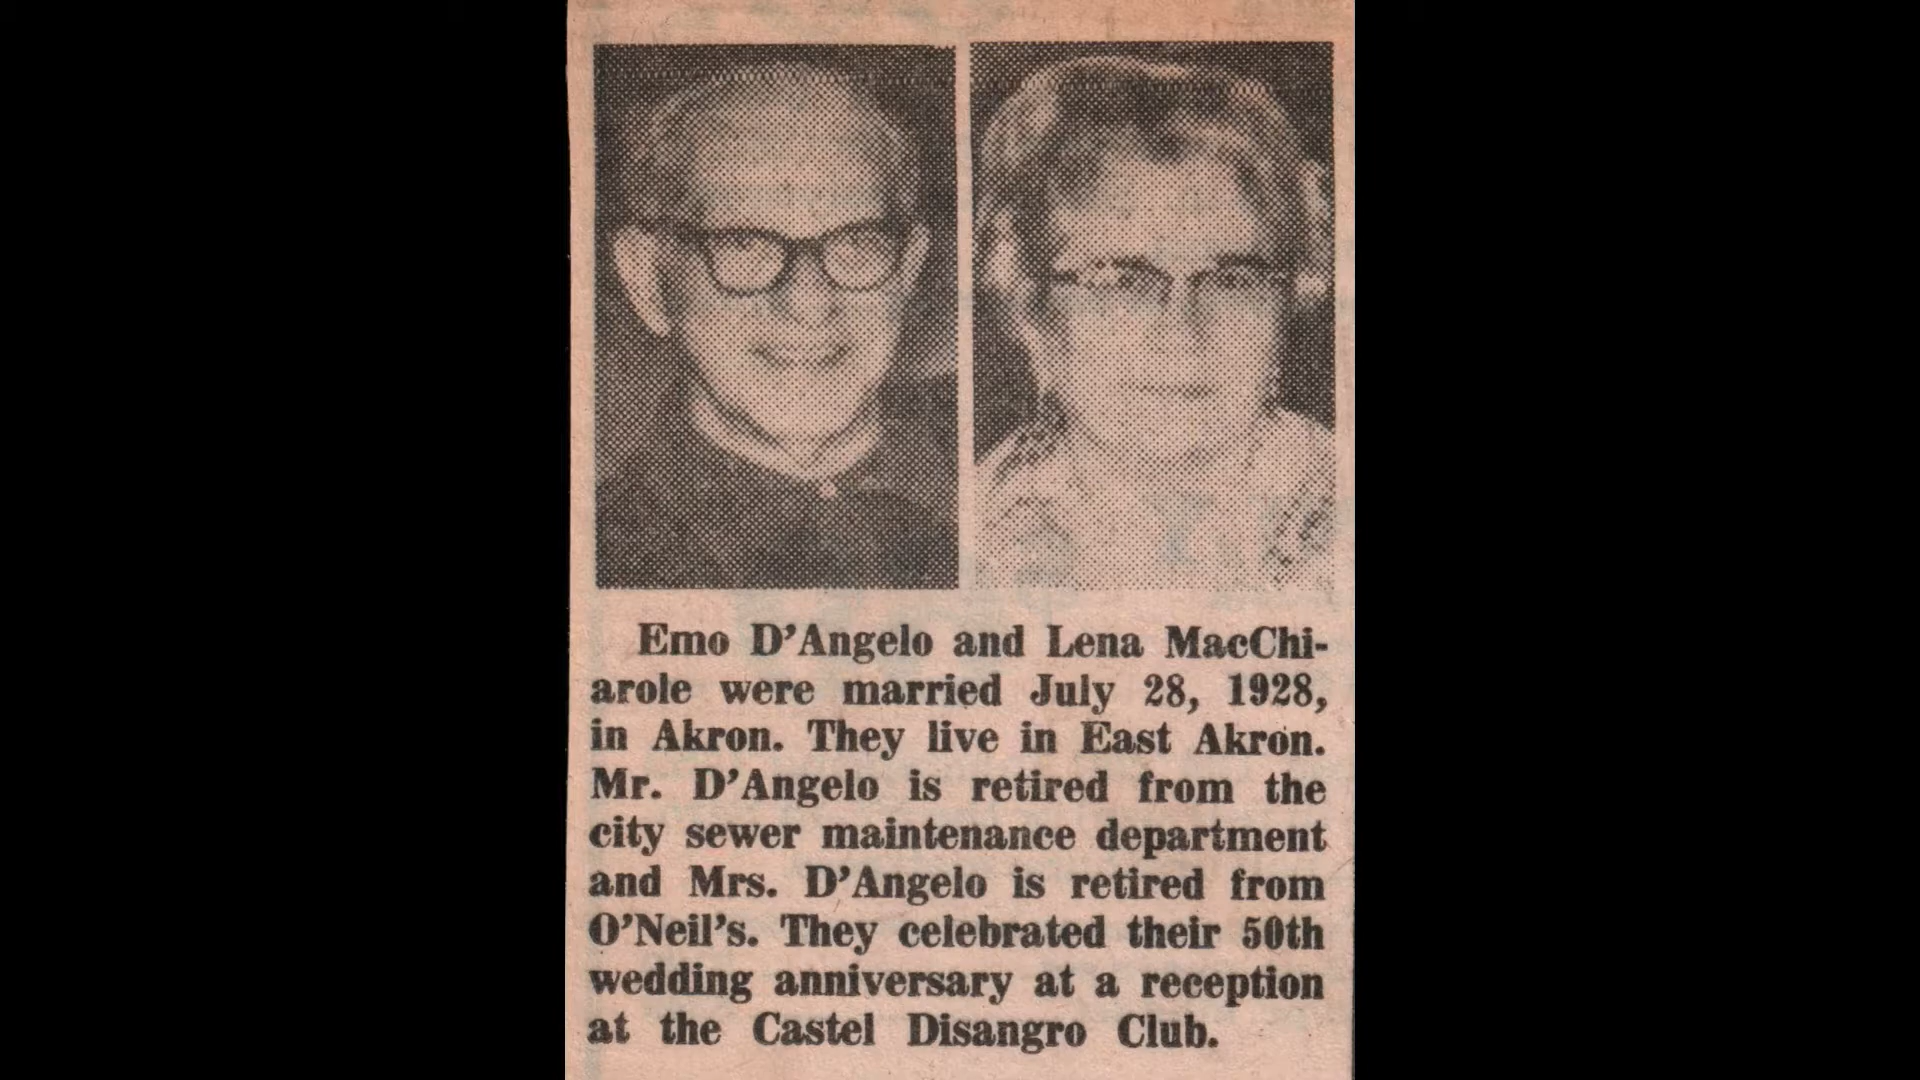 Emo D'Angelo and Lena MacChi-
arole were married July 28, 1928,
in Akron. They live in East Akron.
Mr. D'Angelo is retired from the
city sewer maintenance department
and Mrs. D'Angelo is retired from
O'Neil's. They celebrated their 50th
wedding anniversary at a reception
at the Castel Disangro Club.